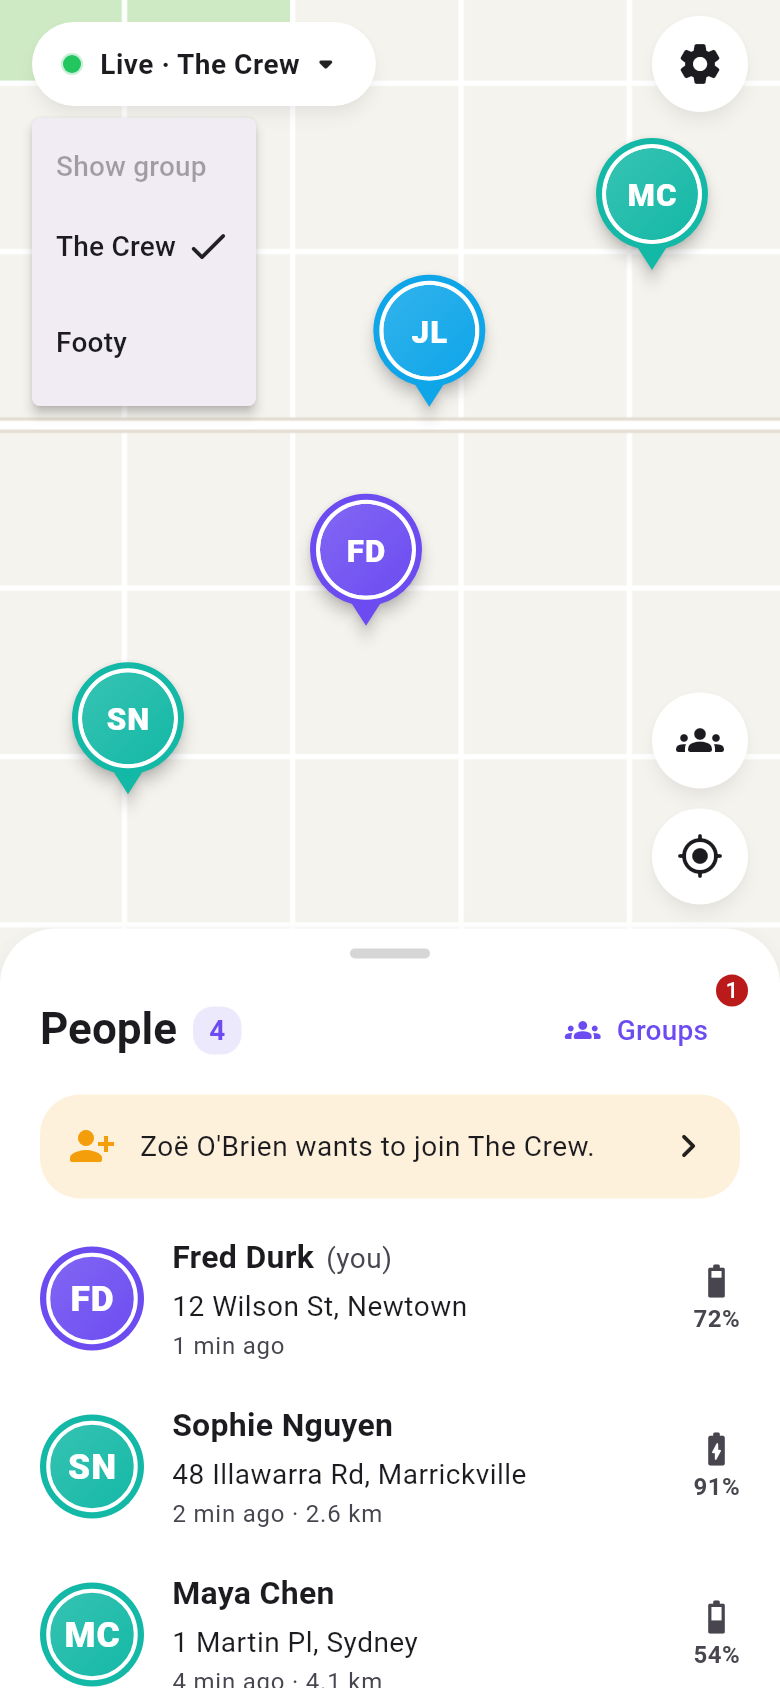 Live · The Crew
Show group
The Crew
Footy
MC
JL
FD
SN
1
People 4
Groups
Zoë O'Brien wants to join The Crew.
FD
Fred Durk (you)
12 Wilson St, Newtown
1 min ago
72%
SN
Sophie Nguyen
48 Illawarra Rd, Marrickville
2 min ago · 2.6 km
91%
MC
Maya Chen
1 Martin Pl, Sydney
4 min ago · 4.1 km
54%